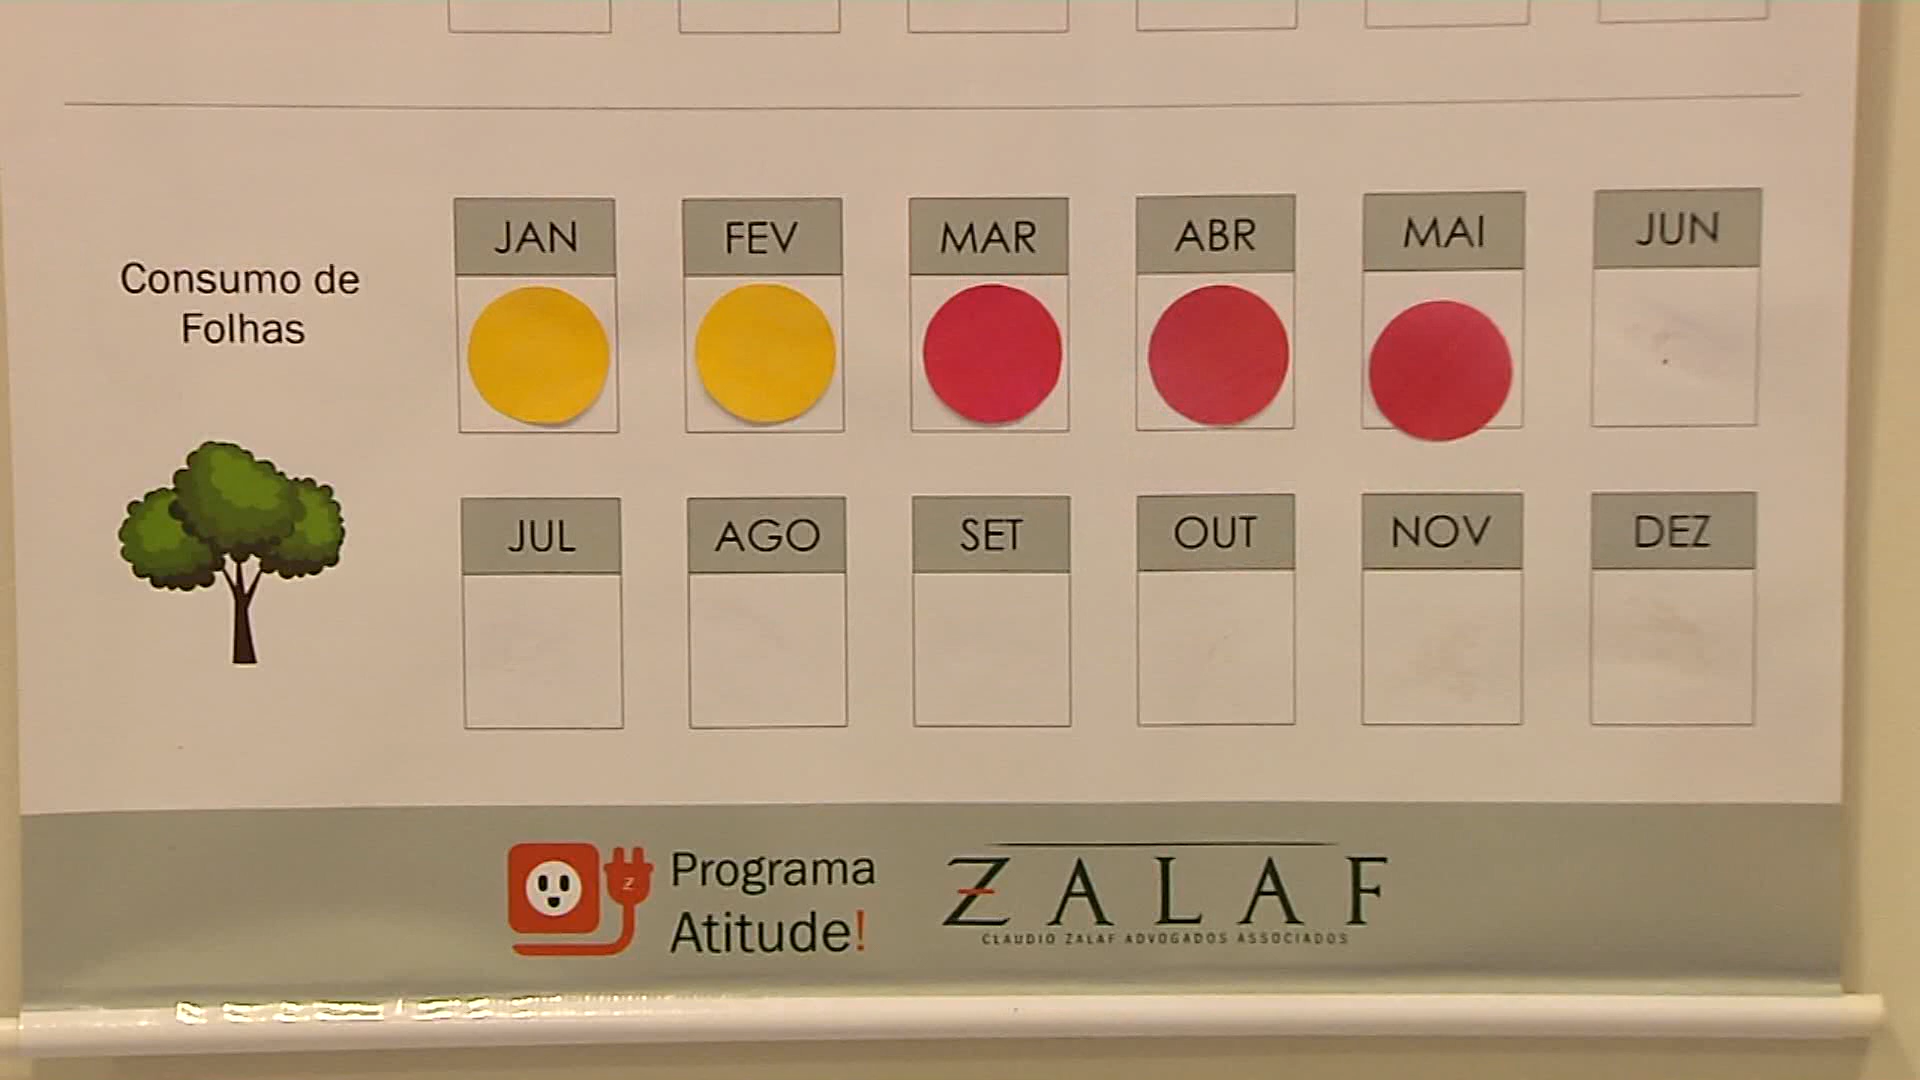 Consumo de
Folhas
JAN FEV MAR ABR MAI JUN
JUL AGO SET OUT NOV DEZ
Programa
Atitude!
Z
ZALAF
CLAUDIO ZALAF ADVOGADOS ASSOCIADOS